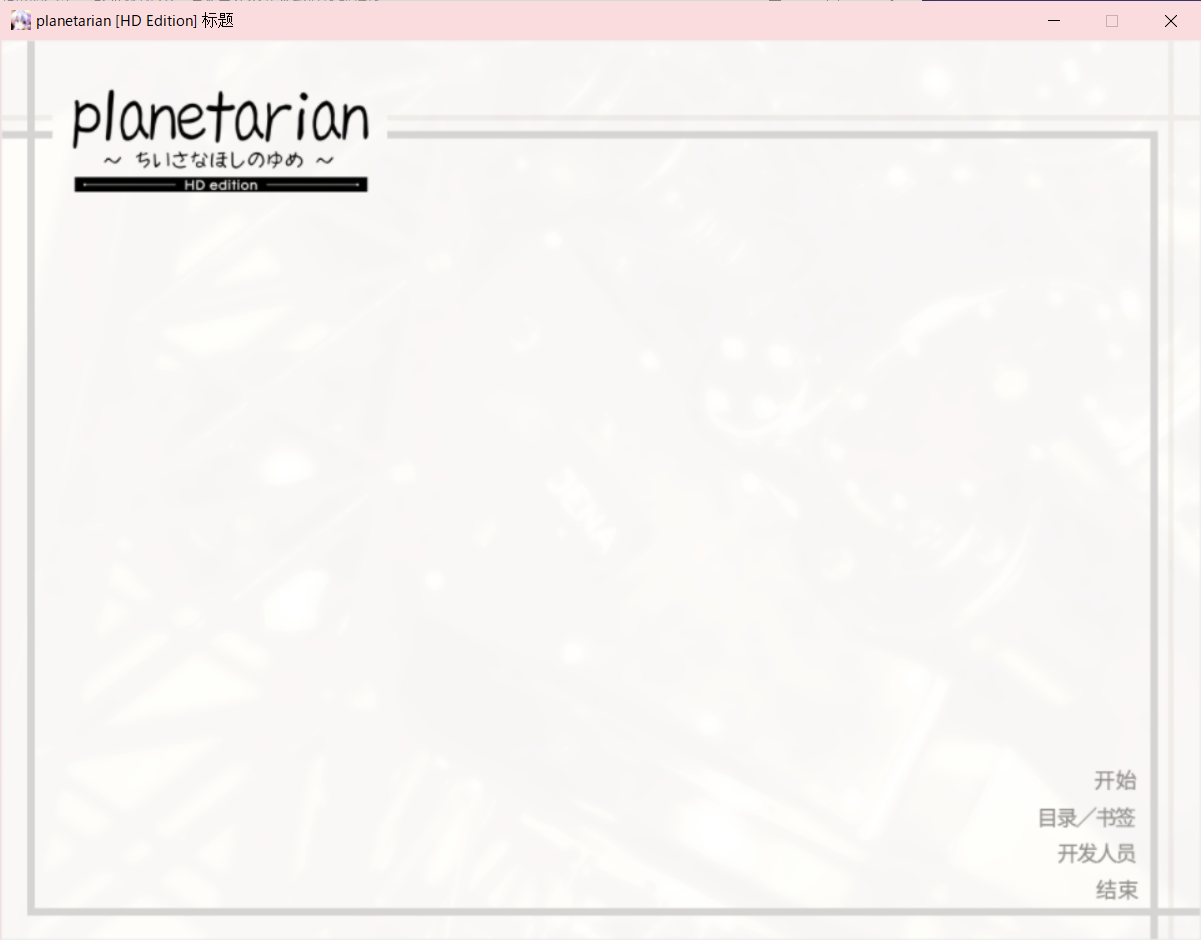 planetarian [HD Edition] 标题
planetarian
～ ちいさなほしのゆめ ～
HD edition
开始
目录／书签
开发人员
结束